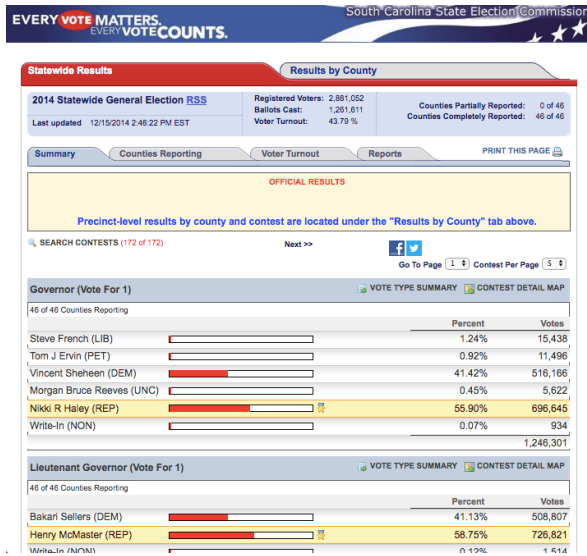 EVERY VOTE MATTERS.
EVERY VOTE COUNTS.
South Carolina State Election Commission
Statewide Results
Results by County
2014 Statewide General Election RSS
Last updated 12/15/2014 2:48:22 PM EST
Registered Voters: 2,881,052
Ballots Cast: 1,261,611
Voter Turnout: 43.79 %
Counties Partially Reported: 0 of 46
Counties Completely Reported: 46 of 46
Summary
Counties Reporting
Voter Turnout
Reports
PRINT THIS PAGE
OFFICIAL RESULTS
Precinct-level results by county and contest are located under the "Results by County" tab above.
SEARCH CONTESTS (172 of 172)
Next >>
Go To Page 1 Contest Per Page 5
Governor (Vote For 1) VOTE TYPE SUMMARY CONTEST DETAIL MAP
46 of 46 Counties Reporting
Percent Votes
Steve French (LIB) 1.24% 15,438
Tom J Ervin (PET) 0.92% 11,496
Vincent Sheheen (DEM) 41.42% 516,166
Morgan Bruce Reeves (UNC) 0.45% 5,622
Nikki R Haley (REP) 55.90% 696,645
Write-In (NON) 0.07% 934
1,246,301
Lieutenant Governor (Vote For 1) VOTE TYPE SUMMARY CONTEST DETAIL MAP
46 of 46 Counties Reporting
Percent Votes
Bakari Sellers (DEM) 41.13% 508,807
Henry McMaster (REP) 58.75% 726,821
Write-In (NON) 0.12% 1,514